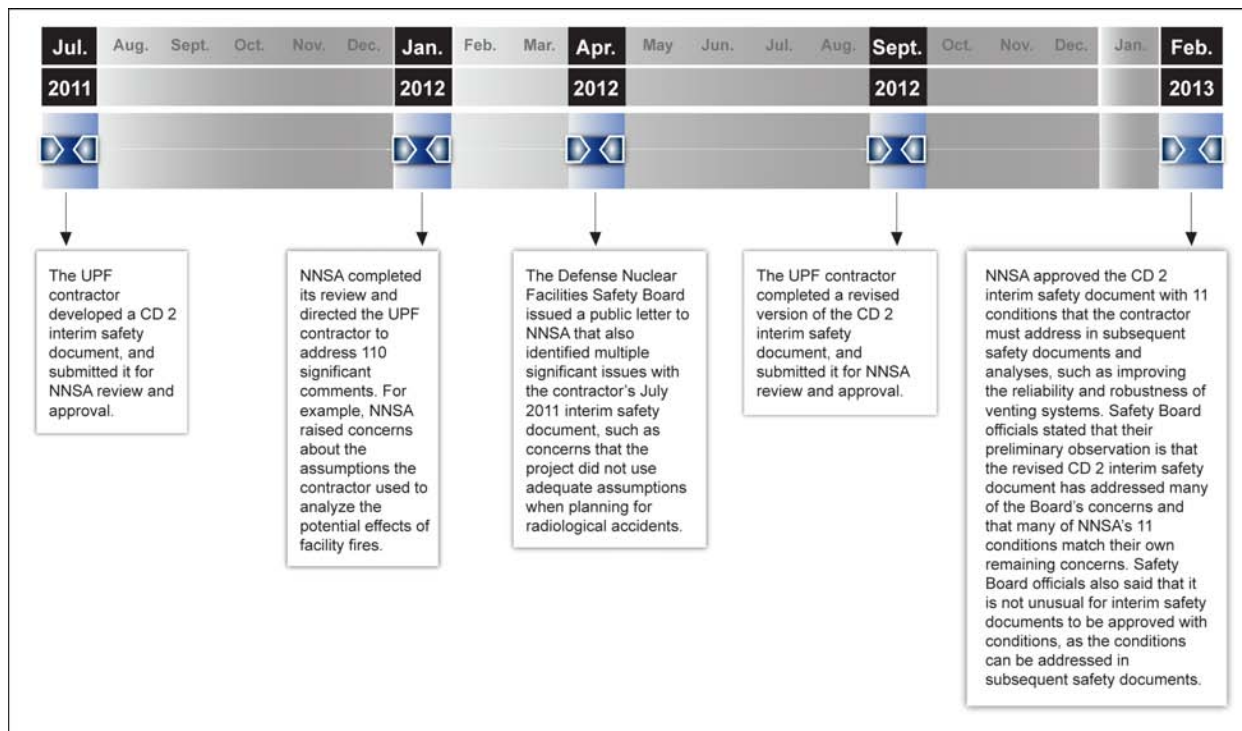 Jul. Aug. Sept. Oct. Nov. Dec. Jan. Feb. Mar. Apr. May Jun. Jul. Aug. Sept. Oct. Nov. Dec. Jan. Feb.
2011 2012 2012 2012 2013
The UPF
contractor
developed a CD 2
interim safety
document, and
submitted it for
NNSA review and
approval.
NNSA completed
its review and
directed the UPF
contractor to
address 110
significant
comments. For
example, NNSA
raised concerns
about the
assumptions the
contractor used to
analyze the
potential effects of
facility fires.
The Defense Nuclear
Facilities Safety Board
issued a public letter to
NNSA that also
identified multiple
significant issues with
the contractor’s July
2011 interim safety
document, such as
concerns that the
project did not use
adequate assumptions
when planning for
radiological accidents.
The UPF contractor
completed a revised
version of the CD 2
interim safety
document, and
submitted it for NNSA
review and approval.
NNSA approved the CD 2
interim safety document with 11
conditions that the contractor
must address in subsequent
safety documents and
analyses, such as improving
the reliability and robustness of
venting systems. Safety Board
officials stated that their
preliminary observation is that
the revised CD 2 interim safety
document has addressed many
of the Board’s concerns and
that many of NNSA’s 11
conditions match their own
remaining concerns. Safety
Board officials also said that it
is not unusual for interim safety
documents to be approved with
conditions, as the conditions
can be addressed in
subsequent safety documents.